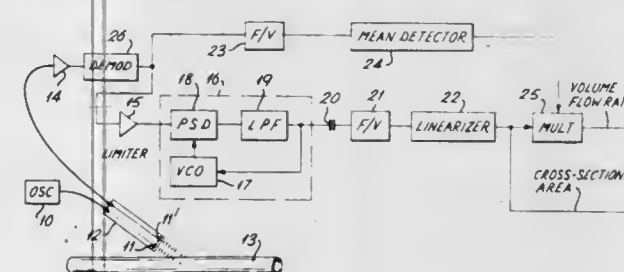 26
F/V
23
MEAN DETECTOR
24
DEMOD
14
18
16
19
20
21
22
25
VOLUME
FLOW RA
15
PSD
LPF
F/V
LINEARIZER
MULT
LIMITER
VCO
17
CROSS-SECTION
AREA
OSC
10
12
11'
11
13